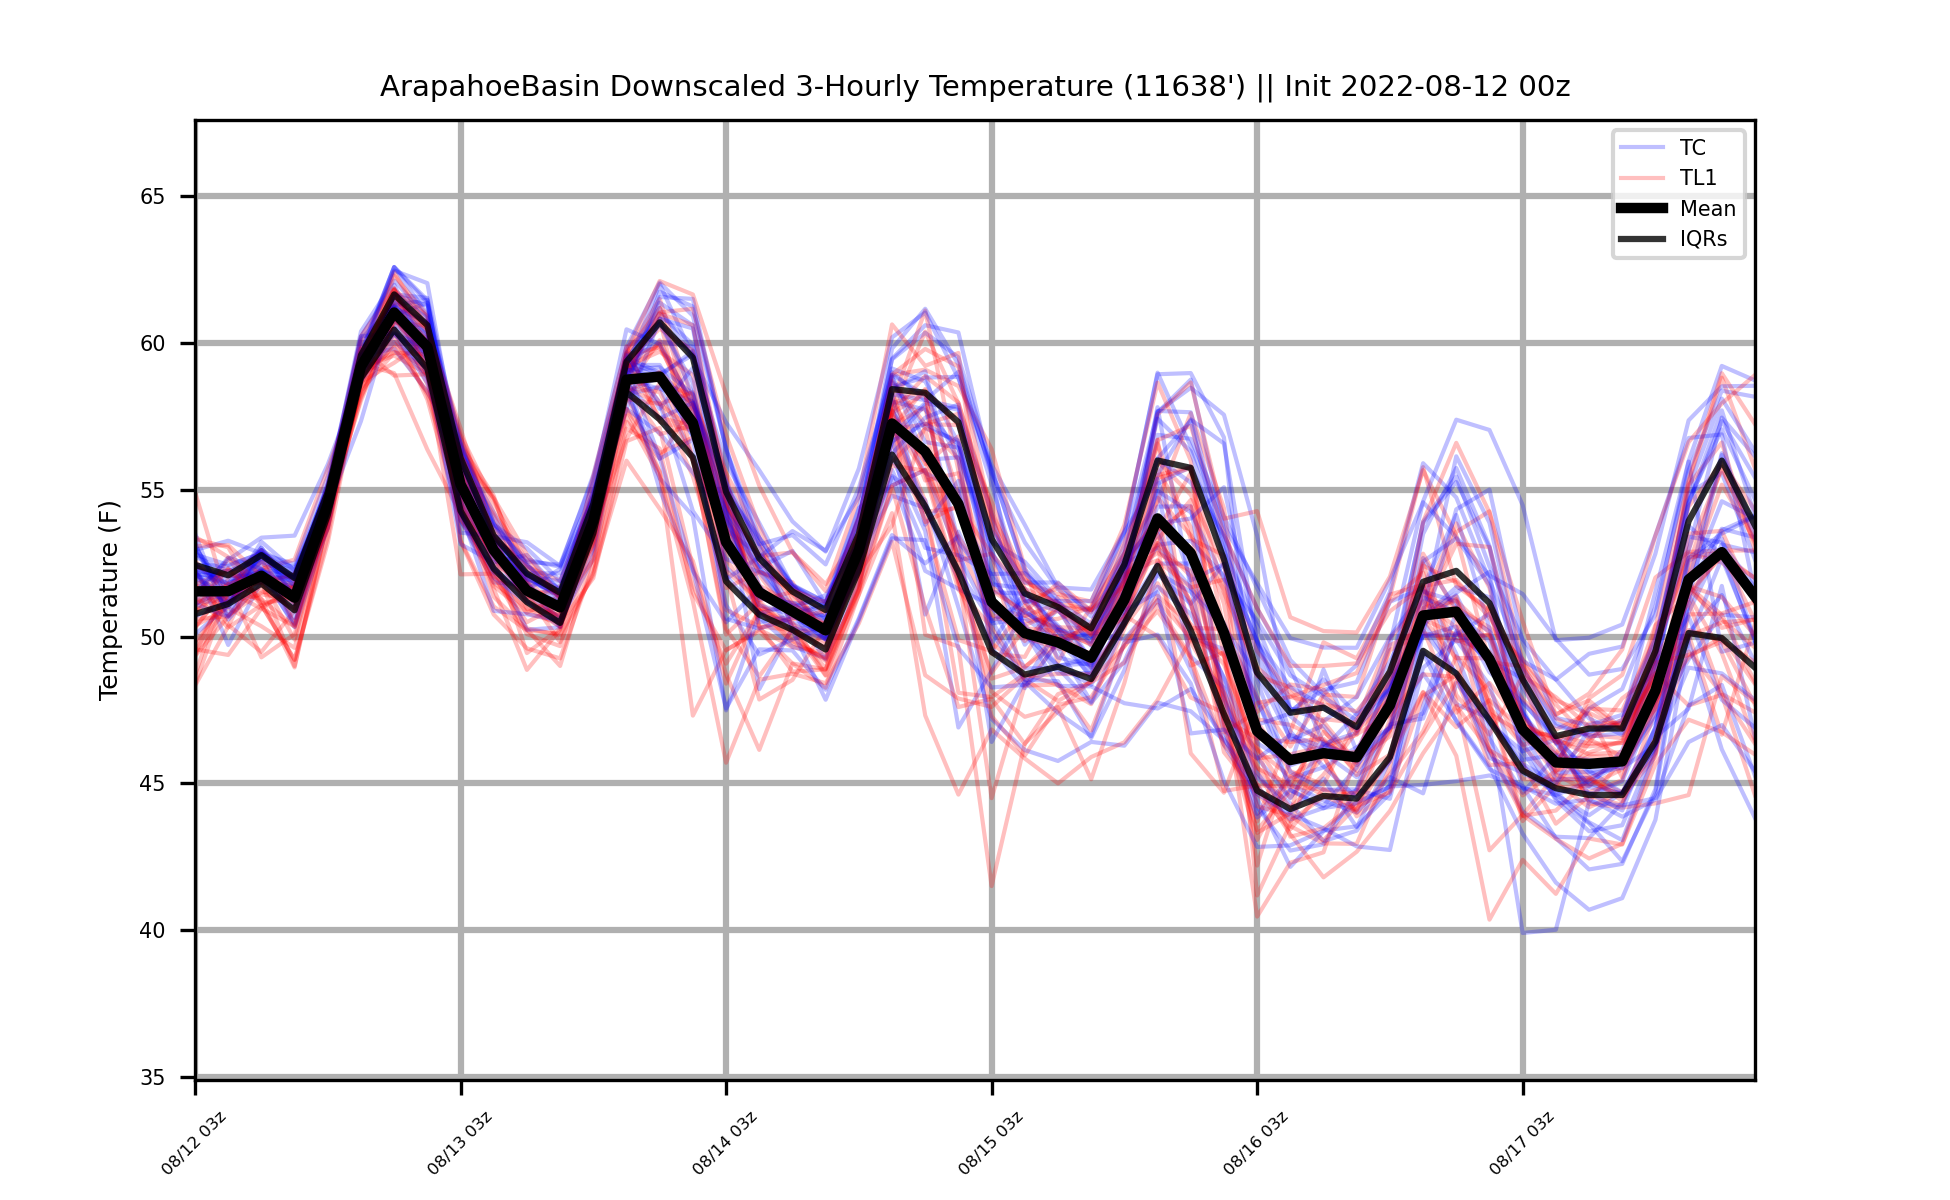 ArapahoeBasin Downscaled 3-Hourly Temperature (11638') || Init 2022-08-12 00z
TC
TL1
Mean
IQRs
Temperature (F)
65
60
55
50
45
40
35
08/12 03z
08/13 03z
08/14 03z
08/15 03z
08/16 03z
08/17 03z